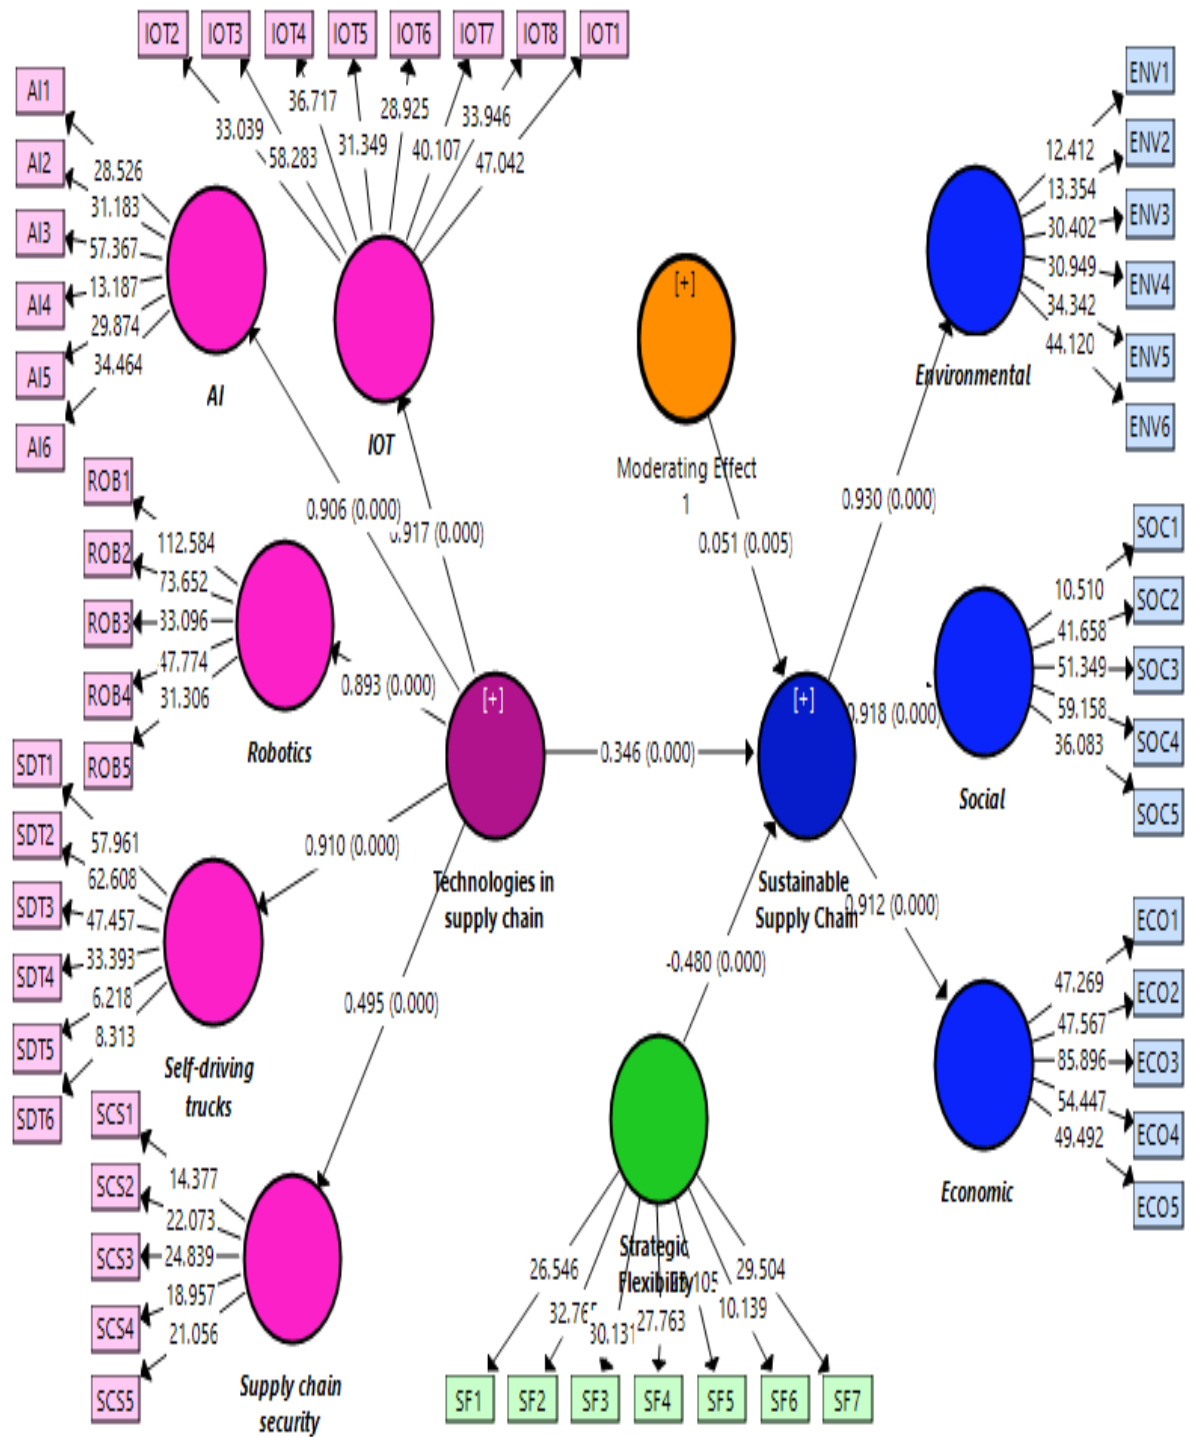 IOT2 IOT3 IOT4 IOT5 IOT6 IOT7 IOT8 IOT1
33.039
58.283
36.717
31.349
28.925
40.107
33.946
47.042
IOT
AI1
AI2
AI3
AI4
AI5
AI6
28.526
31.183
57.367
13.187
29.874
34.464
AI
ROB1
ROB2
ROB3
ROB4
ROB5
112.584
73.652
33.096
47.774
31.306
Robotics
SDT1
SDT2
SDT3
SDT4
SDT5
SDT6
57.961
62.608
47.457
33.393
6.218
8.313
Self-driving
trucks
SCS1
SCS2
SCS3
SCS4
SCS5
14.377
22.073
24.839
18.957
21.056
Supply chain
security
0.906 (0.000)
0.917 (0.000)
0.893 (0.000)
0.910 (0.000)
0.495 (0.000)
[+]
Technologies in
supply chain
0.346 (0.000)
[+]
Moderating Effect
1
0.051 (0.005)
[+]
Sustainable
Supply Chain
-0.480 (0.000)
Strategic
Flexibility
26.546
30.131
27.763
10.139
29.504
SF1 SF2 SF3 SF4 SF5 SF6 SF7
0.930 (0.000)
0.918 (0.000)
0.912 (0.000)
Environmental
12.412
13.354
30.402
30.949
34.342
44.120
ENV1
ENV2
ENV3
ENV4
ENV5
ENV6
Social
10.510
41.658
51.349
59.158
36.083
SOC1
SOC2
SOC3
SOC4
SOC5
Economic
47.269
47.567
85.896
54.447
49.492
ECO1
ECO2
ECO3
ECO4
ECO5